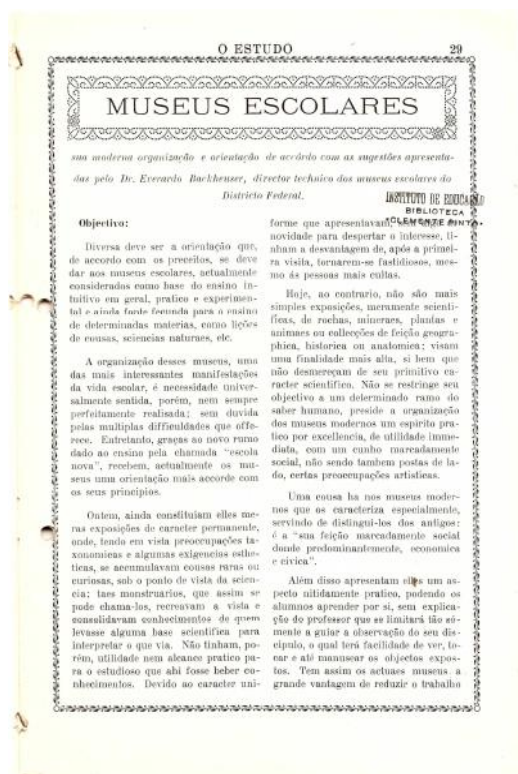 O ESTUDO
29
MUSEUS ESCOLARES
sua moderna organização e orientação de accôrdo com as sugestões apresenta-
das pelo Dr. Everardo Backheuser, director technico dos museus escolares do
Districto Federal.
INSTITUTO DE EDUCAÇÃO
BIBLIOTECA
"CLEMENTE PINTO"
Objectivo:
Diversa deve ser a orientação que,
de accordo com os preceitos, se deve
dar aos museus escolares, actualmente
considerados como base do ensino in-
tuitivo em geral, pratico e experimen-
tal e ainda fonte fecunda para o ensino
de determinadas materias, como lições
de cousas, sciencias naturaes, etc.
A organização desses museus, uma
das mais interessantes manifestações
da vida escolar, é necessidade univer-
salmente sentida, porém, nem sempre
perfeitamente realisada; sem duvida
pelas multiplas difficuldades que offe-
rece. Entretanto, graças ao novo rumo
dado ao ensino pela chamada "escola
nova", recebem, actualmente os mu-
seus uma orientação mais accorde com
os seus principios.
Ontem, ainda constituiam elles me-
ras exposições de caracter permanente,
onde, tendo em vista preoccupações ta-
xonomicas e algumas exigencias esthe-
ticas, se accumulavam cousas raras ou
curiosas, sob o ponto de vista da scien-
cia; taes monstruarios, que assim se
pode chama-los, recreavam a vista e
consolidavam conhecimentos de quem
levasse alguma base scientifica para
interpretar o que via. Não tinham, po-
rém, utilidade nem alcance pratico pa-
ra o estudioso que ahi fosse beber co-
nhecimentos. Devido ao caracter uni-
forme que apresentavam,
novidade para despertar o interesse, ti-
nham a desvantagem de, após a primei-
ra visita, tornarem-se fastidiosos, mes-
mo ás pessoas mais cultas.
Hoje, ao contrario, não são mais
simples exposições, meramente scienti-
ficas, de rochas, mineraes, plantas e
animaes ou collecções de feição geogra-
phica, historica ou anatomica; visam
uma finalidade mais alta, si bem que
não desmereçam de seu primitivo ca-
racter scientifico. Não se restringe seu
objectivo a um determinado ramo do
saber humano, preside a organização
dos museus modernos um espirito pra-
tico por excellencia, de utilidade imme-
diata, com um cunho marcadamente
social, não sendo tambem postas de la-
do, certas preoccupações artisticas.
Uma cousa ha nos museus moder-
nos que os caracteriza especialmente,
servindo de distingui-los dos antigos:
é a "sua feição marcadamente social
donde predominantemente, economica
e civica".
Além disso apresentam elles um as-
pecto nitidamente pratico, podendo os
alumnos aprender por si, sem explica-
ção do professor que se limitará tão só-
mente a guiar a observação do seu dis-
cipulo, o qual terá facilidade de ver, to-
car e até manusear os objectos expos-
tos. Tem assim os actuaes museus a
grande vantagem de reduzir o trabalho